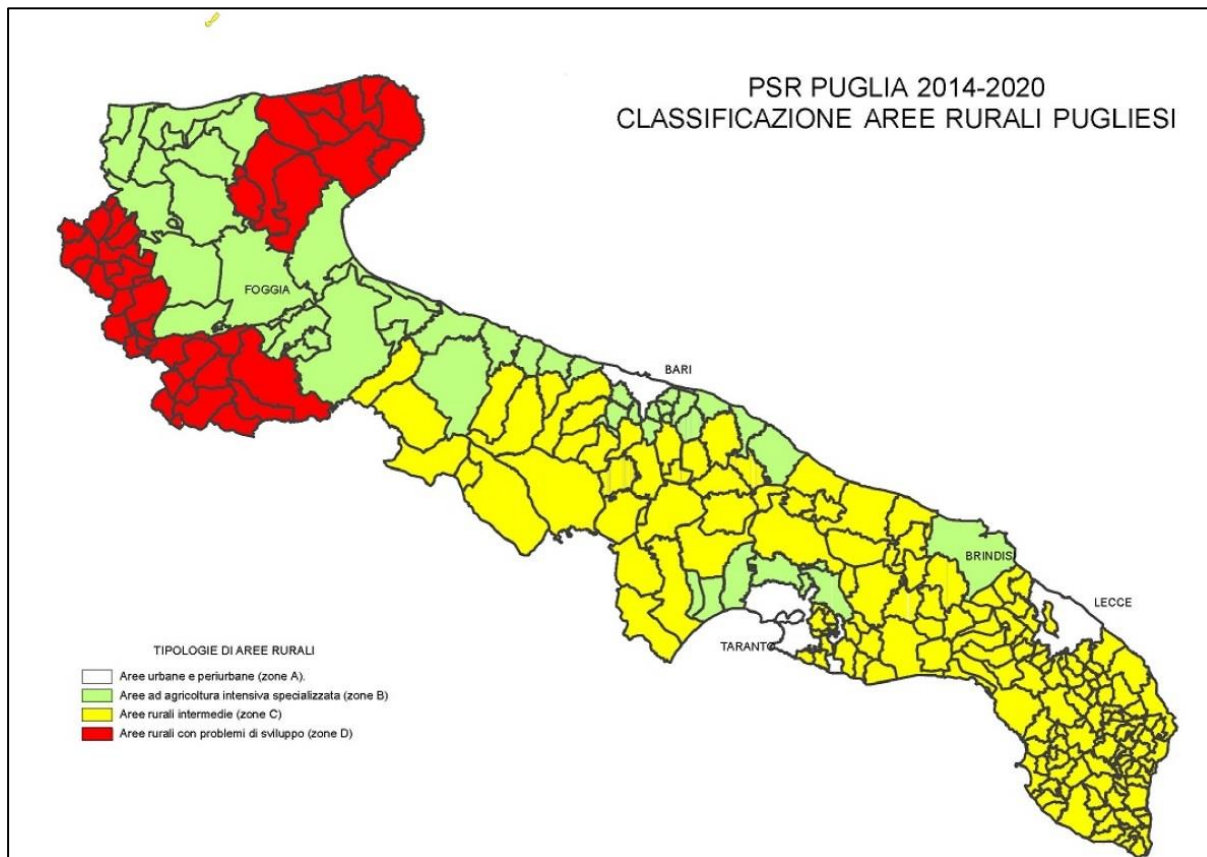 PSR PUGLIA 2014-2020
CLASSIFICAZIONE AREE RURALI PUGLIESI
FOGGIA
BARI
BRINDISI
LECCE
TARANTO
TIPOLOGIE DI AREE RURALI
Aree urbane e periurbane (zone A).
Aree ad agricoltura intensiva specializzata (zone B)
Aree rurali intermedie (zone C)
Aree rurali con problemi di sviluppo (zone D)